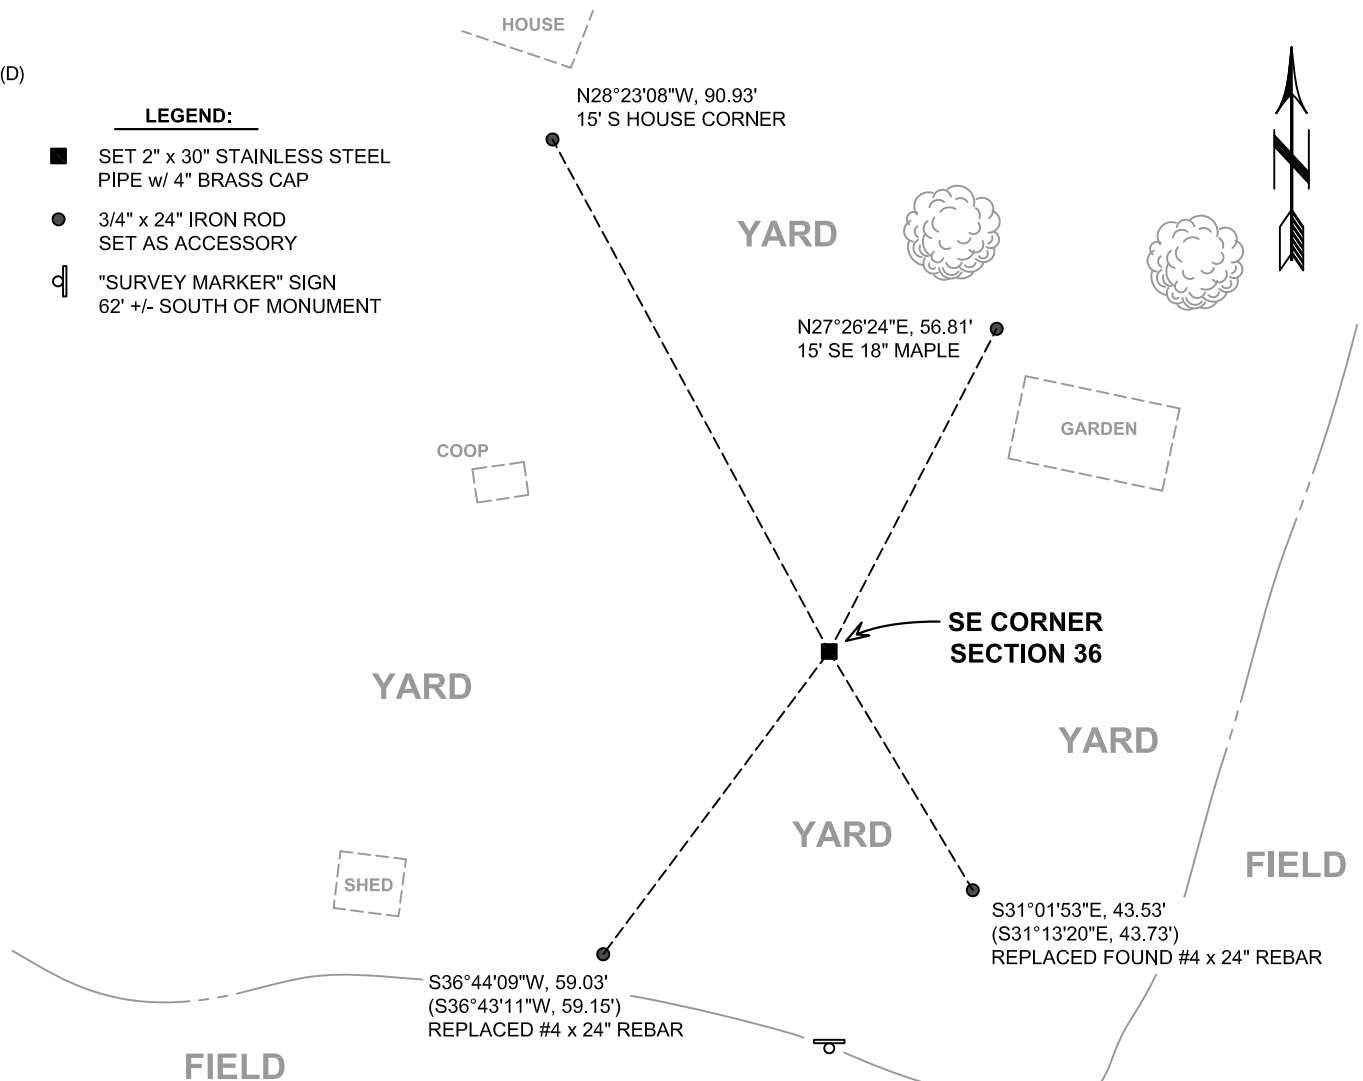 HOUSE
(D)
N28°23'08"W, 90.93'
15' S HOUSE CORNER
LEGEND:
SET 2" x 30" STAINLESS STEEL
PIPE w/ 4" BRASS CAP
3/4" x 24" IRON ROD
SET AS ACCESSORY
"SURVEY MARKER" SIGN
62' +/- SOUTH OF MONUMENT
N
YARD
N27°26'24"E, 56.81'
15' SE 18" MAPLE
GARDEN
COOP
SE CORNER
SECTION 36
YARD
YARD
YARD
FIELD
SHED
S31°01'53"E, 43.53'
(S31°13'20"E, 43.73')
REPLACED FOUND #4 x 24" REBAR
S36°44'09"W, 59.03'
(S36°43'11"W, 59.15')
REPLACED #4 x 24" REBAR
FIELD